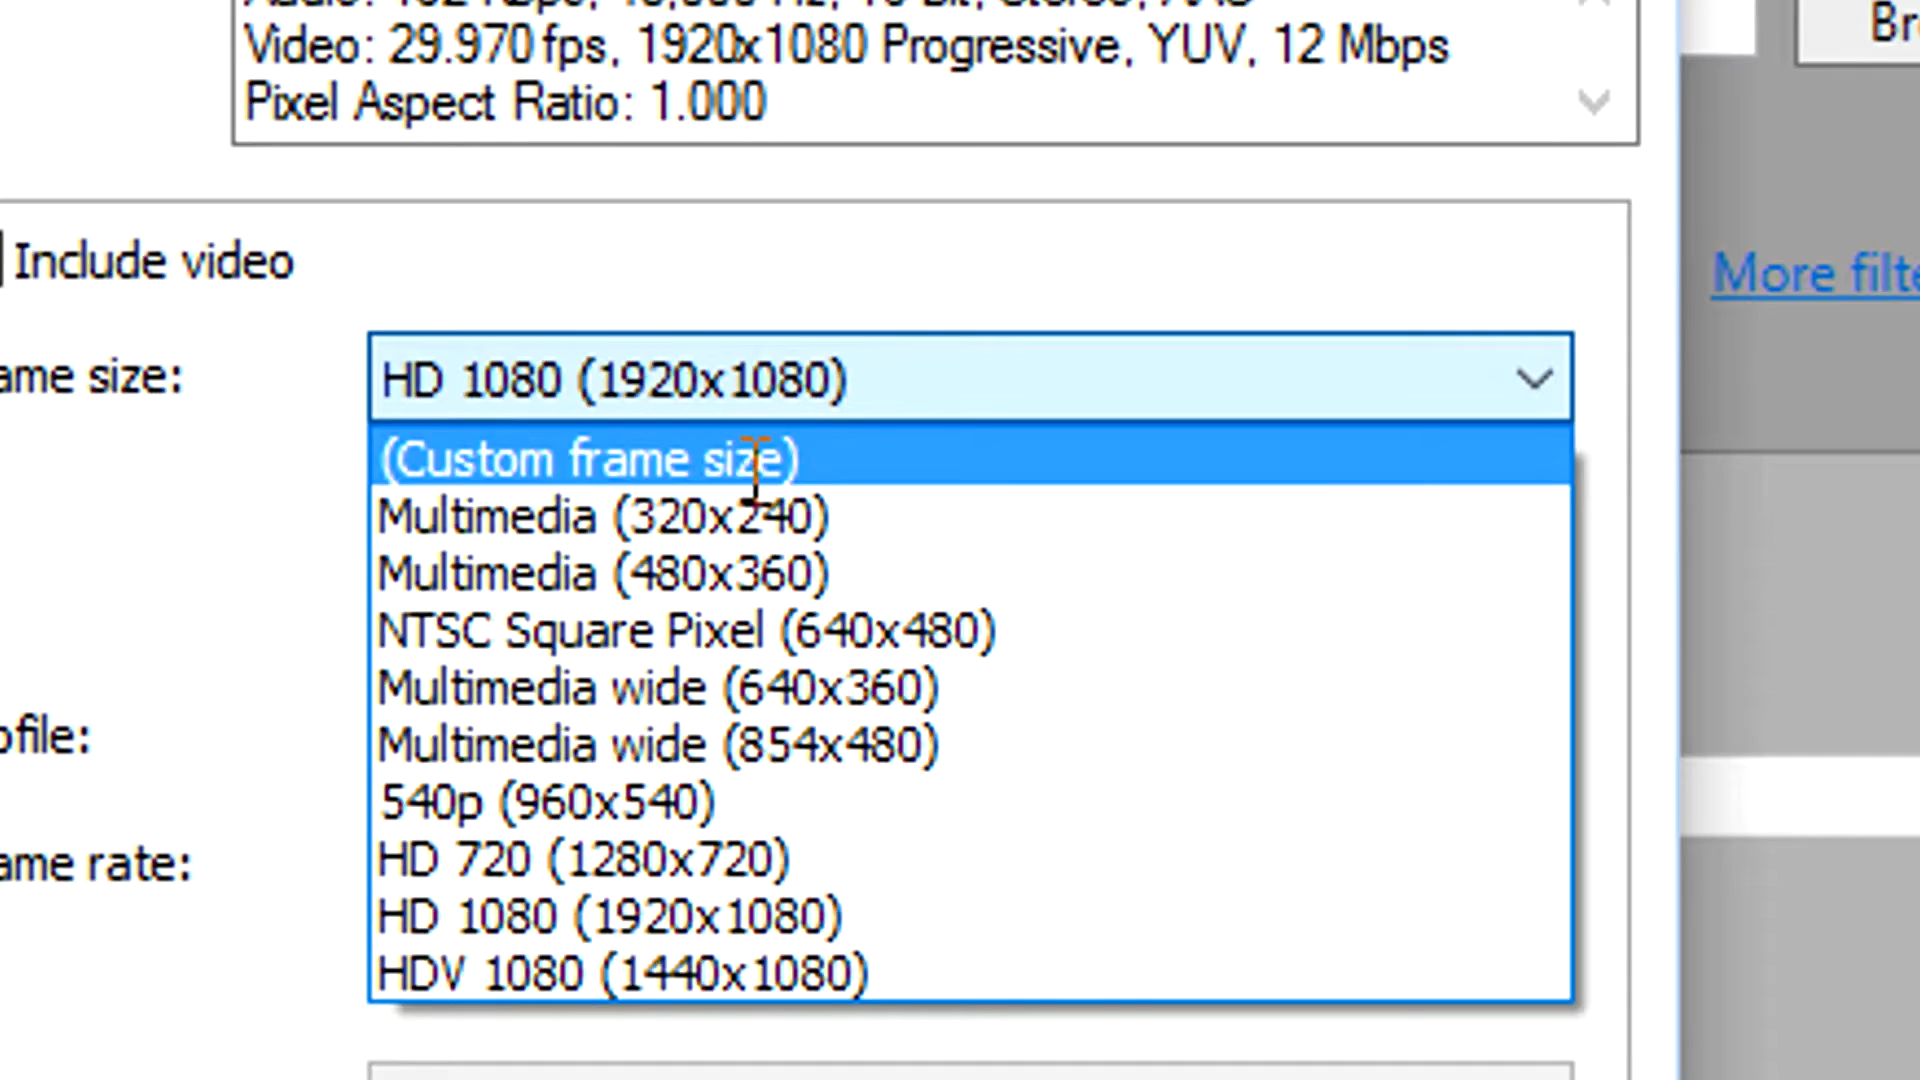 Video: 29.970 fps, 1920x1080 Progressive, YUV, 12 Mbps
Pixel Aspect Ratio: 1.000
Include video
More
ame size:
HD 1080 (1920x1080)
(Custom frame size)
Multimedia (320x240)
Multimedia (480x360)
NTSC Square Pixel (640x480)
Multimedia wide (640x360)
Multimedia wide (854x480)
ofile:
540p (960x540)
HD 720 (1280x720)
ame rate:
HD 1080 (1920x1080)
HDV 1080 (1440x1080)